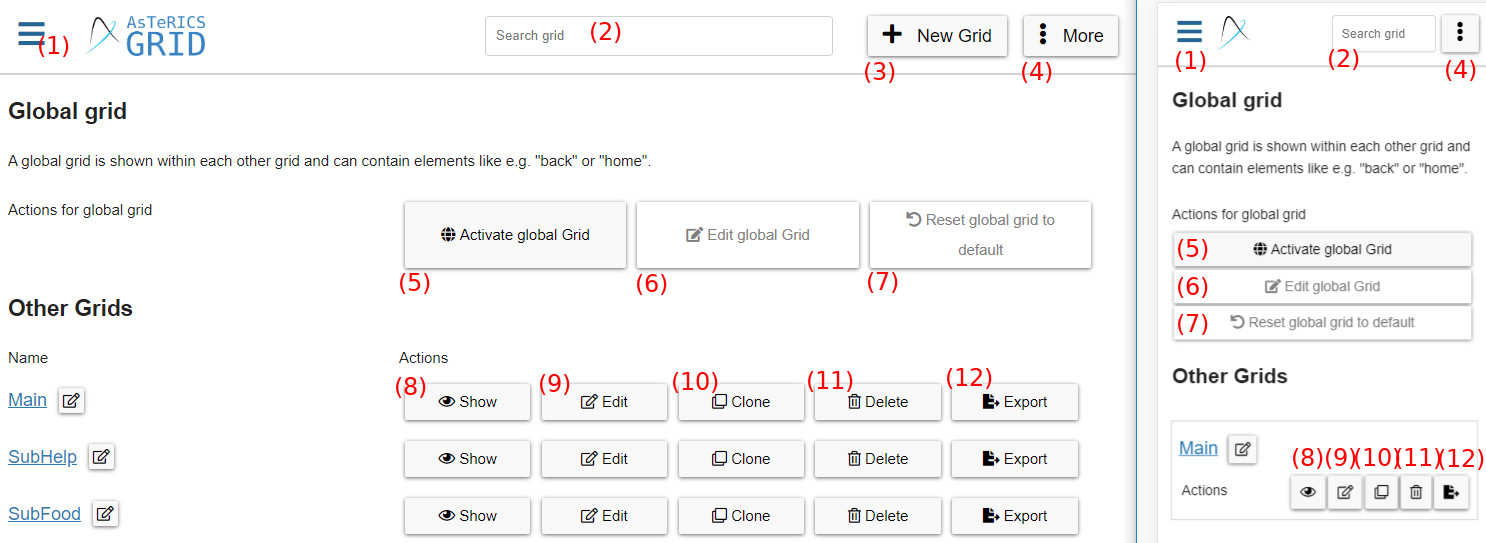 AsTeRICS
GRID
(1)
Search grid
(2)
New Grid
(3)
More
(4)
Global grid
A global grid is shown within each other grid and can contain elements like e.g. "back" or "home".
Actions for global grid
Activate global Grid
Edit global Grid
Reset global grid to
default
(5)
(6)
(7)
Other Grids
Name
Actions
(8)
(9)
(10)
(11)
(12)
Main
Show
Edit
Clone
Delete
Export
SubHelp
Show
Edit
Clone
Delete
Export
SubFood
Show
Edit
Clone
Delete
Export
(1)
Search grid
(2)
(4)
Global grid
A global grid is shown within each other grid and
can contain elements like e.g. "back" or "home".
Actions for global grid
(5) Activate global Grid
(6) Edit global Grid
(7) Reset global grid to default
Other Grids
Main
(8)(9)(10)(11)(12)
Actions